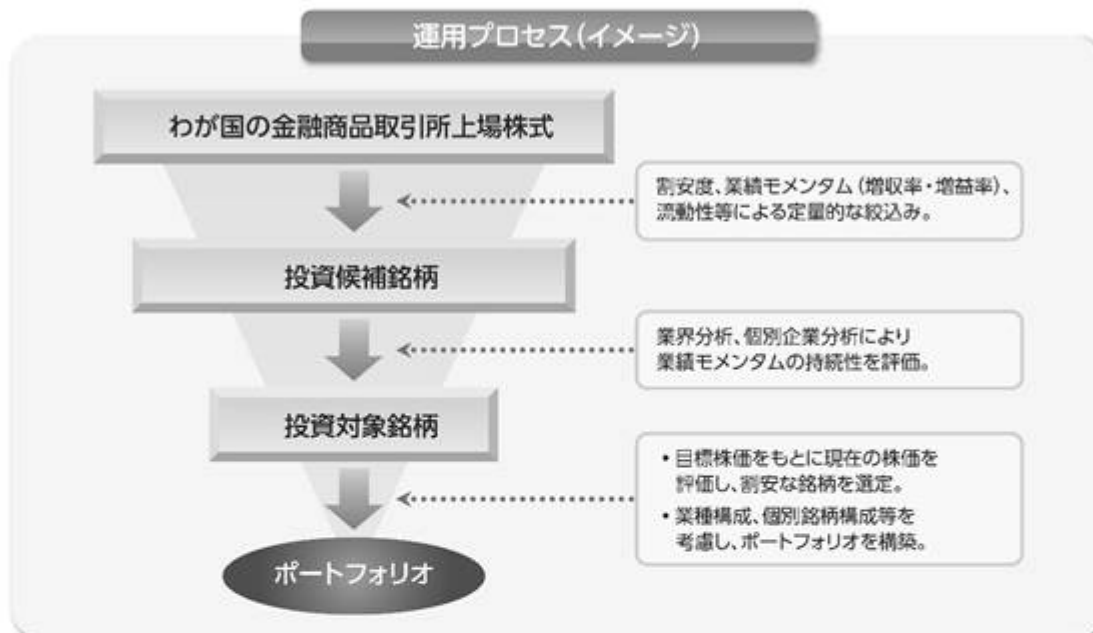 運用プロセス(イメージ)
わが国の金融商品取引所上場株式
割安度、業績モメンタム(増収率・増益率)、
流動性等による定量的な絞込み。
投資候補銘柄
業界分析、個別企業分析により
業績モメンタムの持続性を評価。
投資対象銘柄
・目標株価をもとに現在の株価を
評価し、割安な銘柄を選定。
・業種構成、個別銘柄構成等を
考慮し、ポートフォリオを構築。
ポートフォリオ